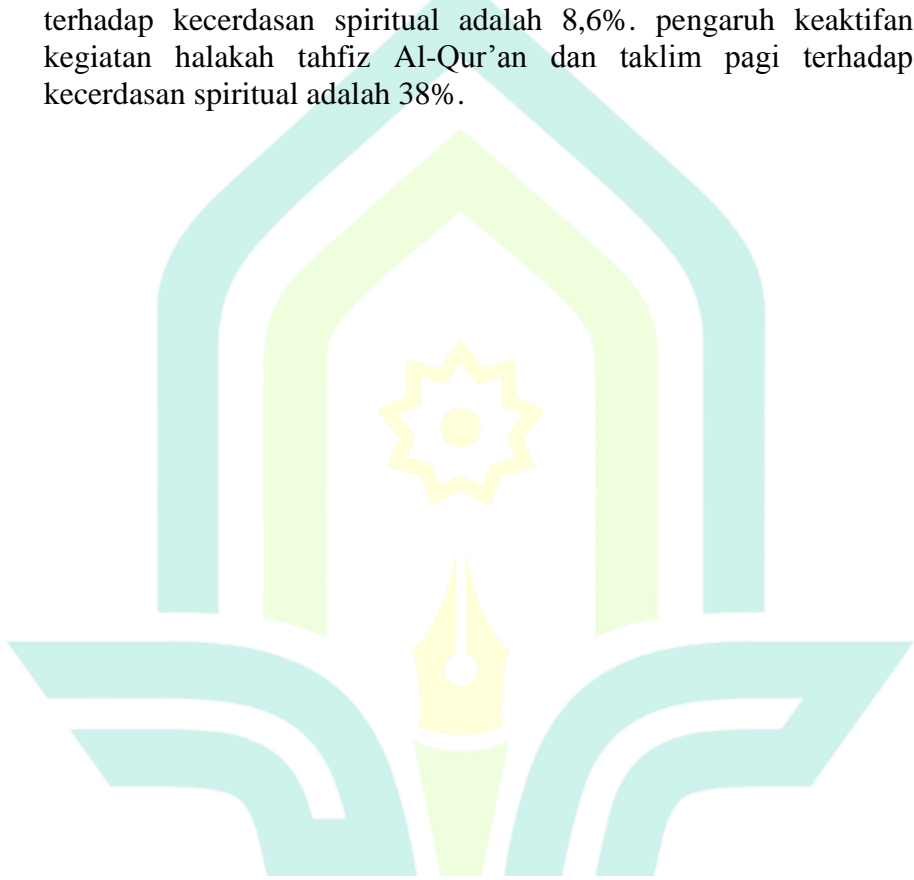 terhadap kecerdasan spiritual adalah 8,6%. pengaruh keaktifan
kegiatan halakah tahfiz Al-Qur’an dan taklim pagi terhadap
kecerdasan spiritual adalah 38%.